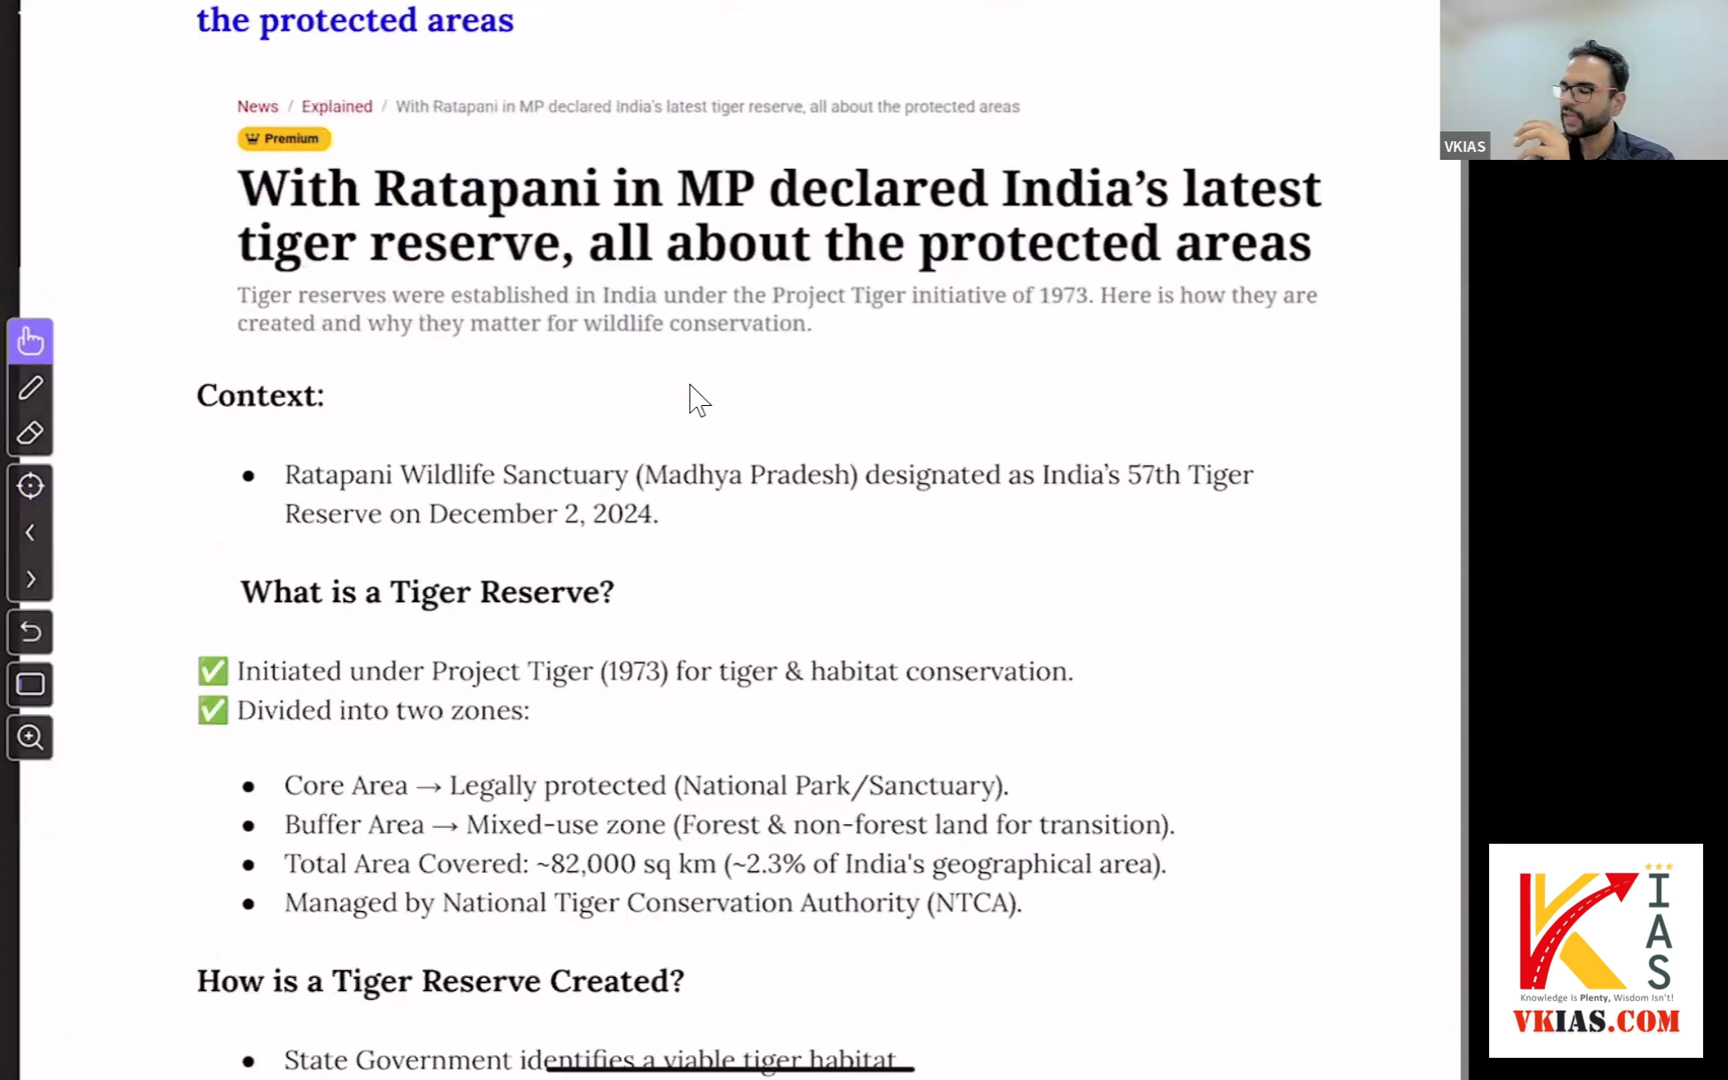 the protected areas
News / Explained / With Ratapani in MP declared India's latest tiger reserve, all about the protected areas
Premium
With Ratapani in MP declared India's latest
tiger reserve, all about the protected areas
Tiger reserves were established in India under the Project Tiger initiative of 1973. Here is how they are
created and why they matter for wildlife conservation.
Context:
● Ratapani Wildlife Sanctuary (Madhya Pradesh) designated as India's 57th Tiger
Reserve on December 2, 2024.
What is a Tiger Reserve?
✅ Initiated under Project Tiger (1973) for tiger & habitat conservation.
✅ Divided into two zones:
● Core Area → Legally protected (National Park/Sanctuary).
● Buffer Area → Mixed-use zone (Forest & non-forest land for transition).
● Total Area Covered: ~82,000 sq km (~2.3% of India's geographical area).
● Managed by National Tiger Conservation Authority (NTCA).
How is a Tiger Reserve Created?
● State Government identifies a viable tiger habitat
VKIAS
K IAS
Knowledge Is Plenty, Wisdom Isn't!
VKIAS.COM